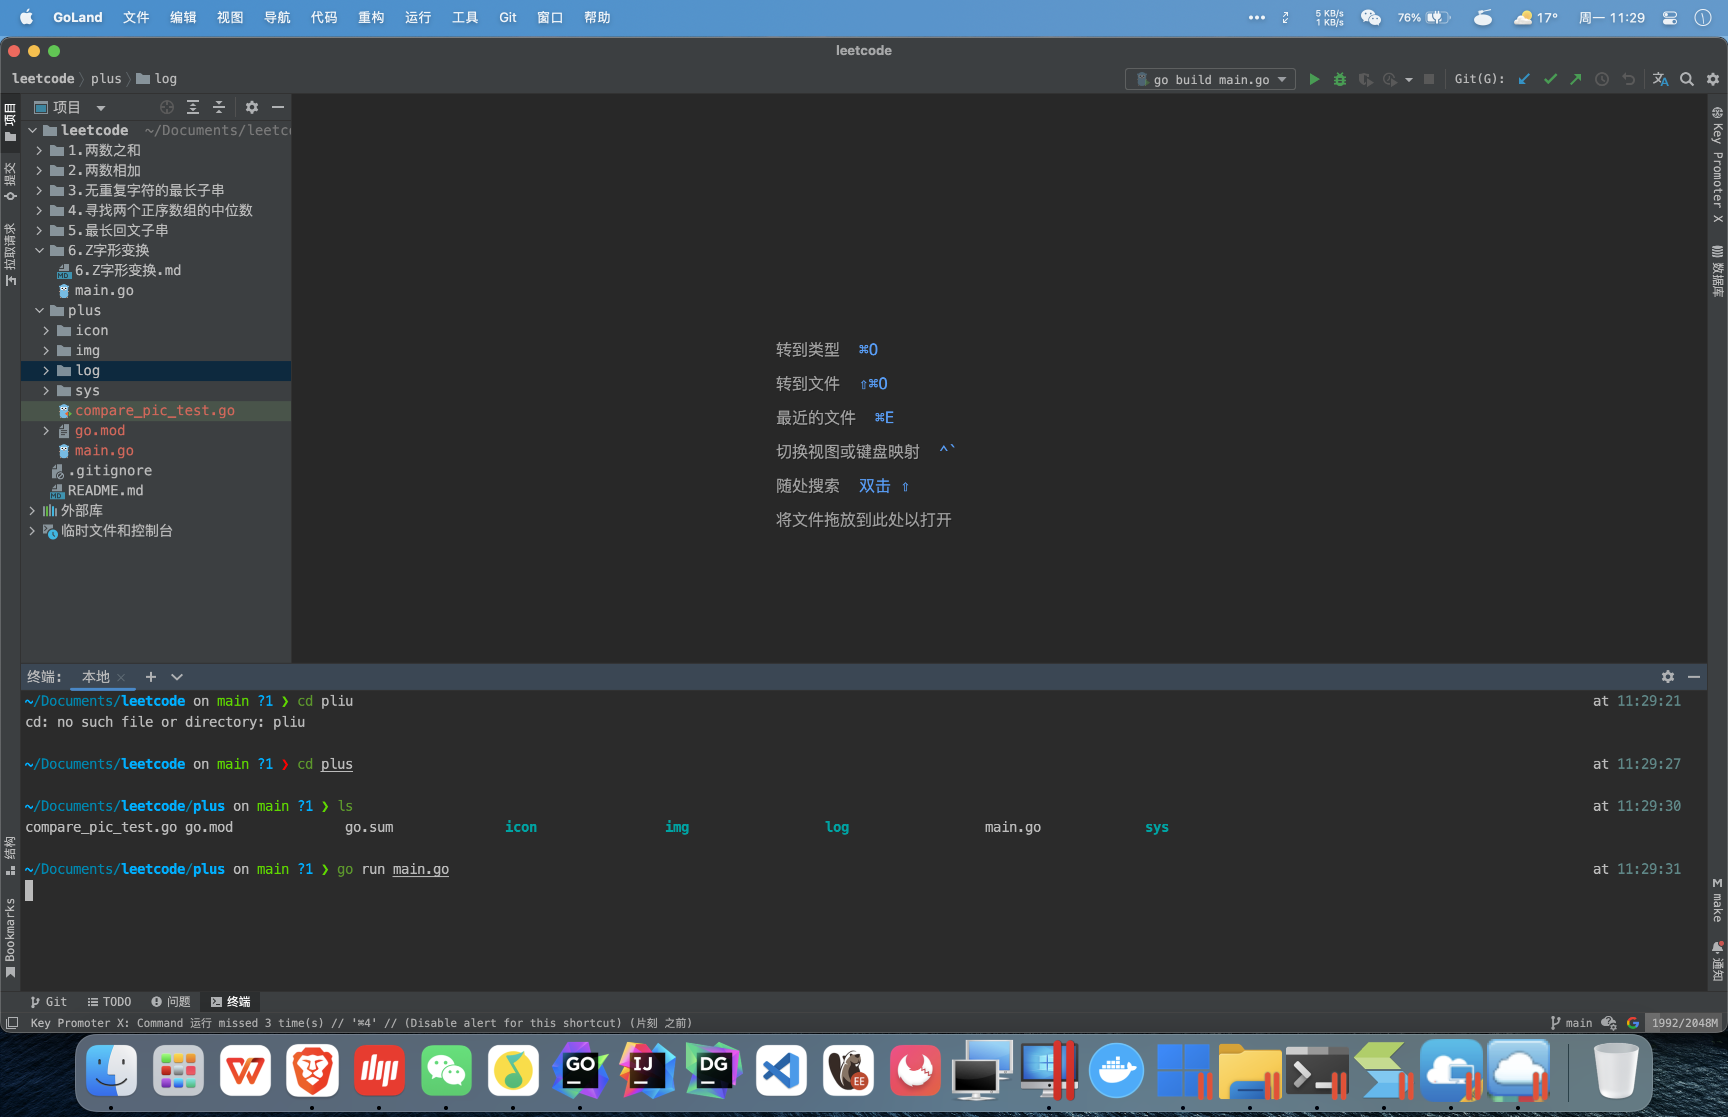 GoLand 文件 编辑 视图 导航 代码 重构 运行 工具 Git 窗口 帮助 5 KB/s 1 KB/s 76% 17° 周一 11:29
leetcode
leetcode plus log go build main.go Git(G):
项目
leetcode ~/Documents/leetc
1.两数之和
2.两数相加
3.无重复字符的最长子串
4.寻找两个正序数组的中位数
5.最长回文子串
6.Z字形变换
6.Z字形变换.md
main.go
plus
icon
img
log
sys
compare_pic_test.go
go.mod
main.go
.gitignore
README.md
外部库
临时文件和控制台
项目
提交
拉取请求
结构
Bookmarks
转到类型 ⌘O
转到文件 ⇧⌘O
最近的文件 ⌘E
切换视图或键盘映射 ^`
随处搜索 双击 ⇧
将文件拖放到此处以打开
Key Promoter X
数据库
make
通知
终端: 本地
~/Documents/leetcode on main ?1 ❯ cd pliu at 11:29:21
cd: no such file or directory: pliu
~/Documents/leetcode on main ?1 ❯ cd plus at 11:29:27
~/Documents/leetcode/plus on main ?1 ❯ ls at 11:29:30
compare_pic_test.go go.mod go.sum icon img log main.go sys
~/Documents/leetcode/plus on main ?1 ❯ go run main.go at 11:29:31
Git TODO 问题 终端
Key Promoter X: Command 运行 missed 3 time(s) // '⌘4' // (Disable alert for this shortcut) (片刻 之前) main 1992/2048M
GO IJ DG EE